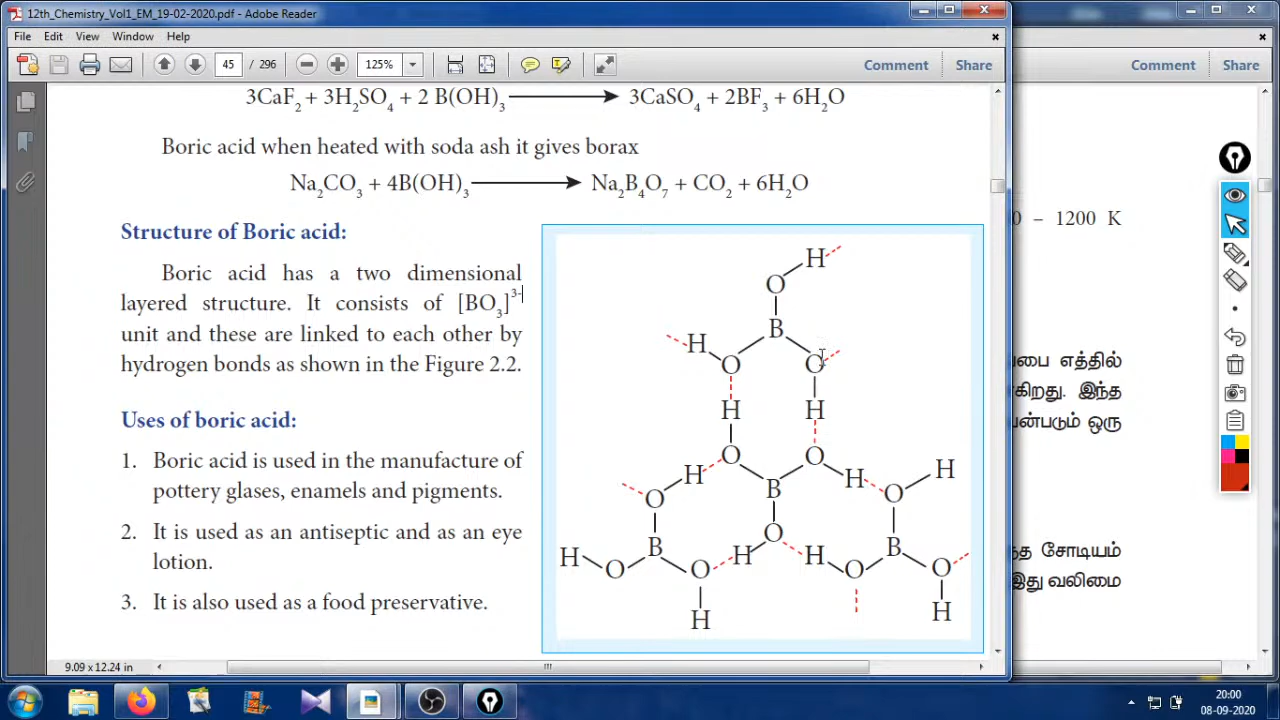 12th_Chemistry_Vol1_EM_19-02-2020.pdf - Adobe Reader
File Edit View Window Help
45 / 296 125% Comment Share Comment Share
3CaF₂ + 3H₂SO₄ + 2 B(OH)₃ ⟶ 3CaSO₄ + 2BF₃ + 6H₂O
Boric acid when heated with soda ash it gives borax
Na₂CO₃ + 4B(OH)₃ ⟶ Na₂B₄O₇ + CO₂ + 6H₂O
0 – 1200 K
Structure of Boric acid:
Boric acid has a two dimensional
layered structure. It consists of [BO₃]³⁻
unit and these are linked to each other by
hydrogen bonds as shown in the Figure 2.2.
Uses of boric acid:
1. Boric acid is used in the manufacture of
pottery glasses, enamels and pigments.
2. It is used as an antiseptic and as an eye
lotion.
3. It is also used as a food preservative.
H
O
B
H O O
H H
O O
H H O H
O B
B O B
H O O H H O O
H H
எத்தில்
கிறது. இந்த
ஒரு
சோடியம்
இது வலிமை
9.09 x 12.24 in
20:00
08-09-2020